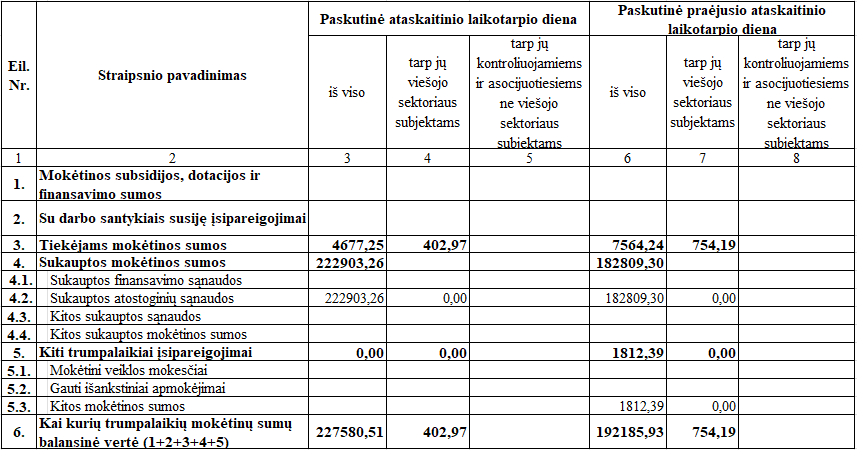 Eil. Nr.
Straipsnio pavadinimas
Paskutinė ataskaitinio laikotarpio diena
Paskutinė praėjusio ataskaitinio laikotarpio diena
iš viso
tarp jų viešojo sektoriaus subjektams
tarp jų kontroliuojamiems ir asocijuotiesiems ne viešojo sektoriaus subjektams
iš viso
tarp jų viešojo sektoriaus subjektams
tarp jų kontroliuojamiems ir asocijuotiesiems ne viešojo sektoriaus subjektams
1 2 3 4 5 6 7 8
1. Mokėtinos subsidijos, dotacijos ir finansavimo sumos
2. Su darbo santykiais susiję įsipareigojimai
3. Tiekėjams mokėtinos sumos 4677,25 402,97 7564,24 754,19
4. Sukauptos mokėtinos sumos 222903,26 182809,30
4.1. Sukauptos finansavimo sąnaudos
4.2. Sukauptos atostoginių sąnaudos 222903,26 0,00 182809,30 0,00
4.3. Kitos sukauptos sąnaudos
4.4. Kitos sukauptos mokėtinos sumos
5. Kiti trumpalaikiai įsipareigojimai 0,00 0,00 1812,39 0,00
5.1. Mokėtini veiklos mokesčiai
5.2. Gauti išankstiniai apmokėjimai
5.3. Kitos mokėtinos sumos 1812,39 0,00
6. Kai kurių trumpalaikių mokėtinų sumų balansinė vertė (1+2+3+4+5) 227580,51 402,97 192185,93 754,19